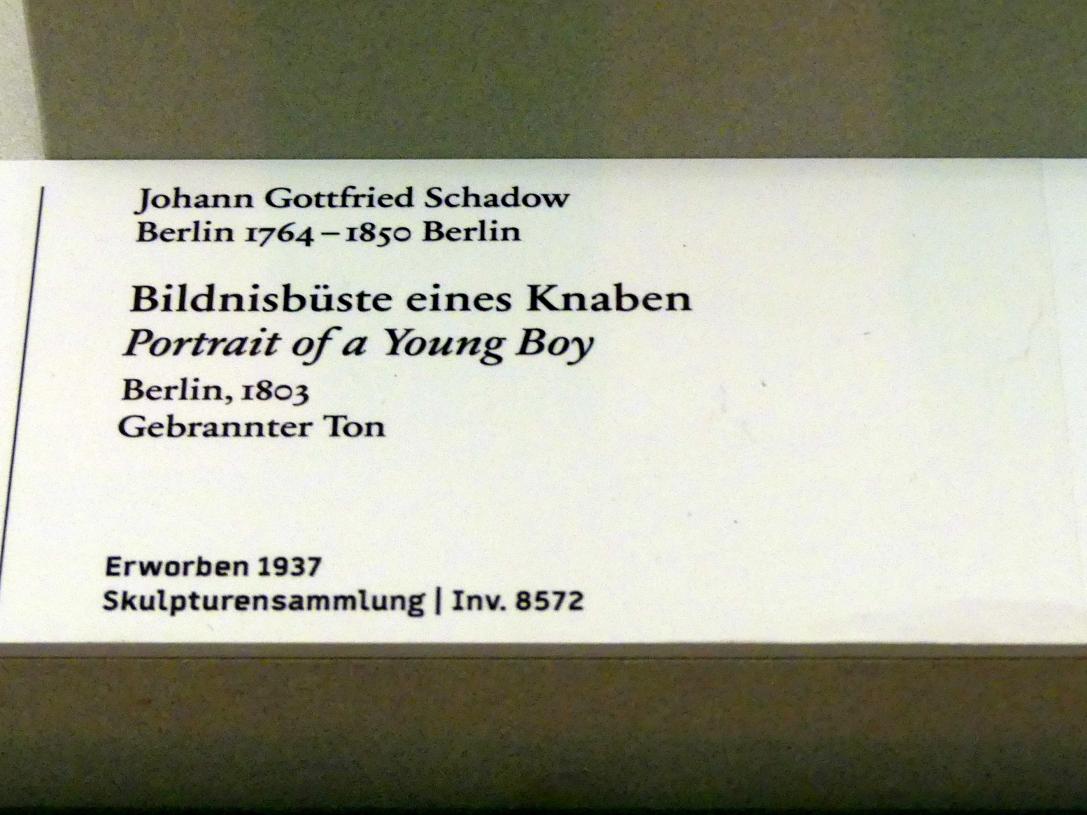 Johann Gottfried Schadow
Berlin 1764–1850 Berlin
Bildnisbüste eines Knaben
Portrait of a Young Boy
Berlin, 1803
Gebrannter Ton
Erworben 1937
Skulpturensammlung | Inv. 8572